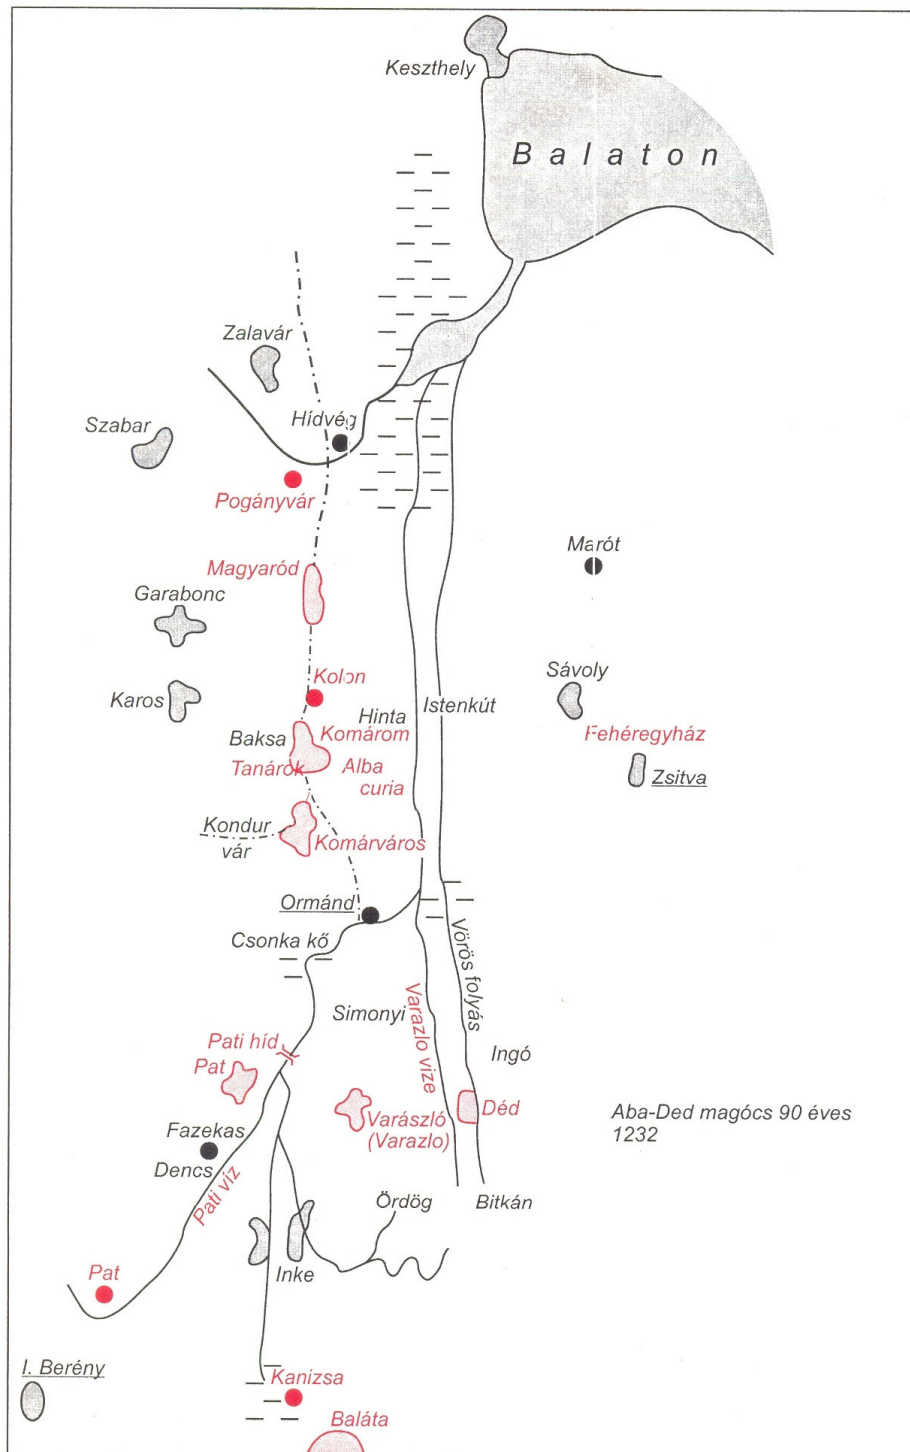 Keszthely
Balaton
Zalavár
Hídvég
Szabar
Pogányvár
Marót
Magyaród
Garabonc
Kolon
Sávoly
Karos
Istenkút
Hinta
Baksa
Komárom
Fehéregyház
Tanárok
Alba
curia
Zsitva
Kondur
vár
Komárváros
Ormánd
Csonka kő
Vörös folyás
Simonyi
Varazlo vize
Pati híd
Ingó
Pat
Déd
Varászló
(Varazlo)
Aba-Ded magócs 90 éves
1232
Fazekas
Dencs
Pati víz
Ördög
Bitkán
Inke
Pat
I. Berény
Kanizsa
Baláta